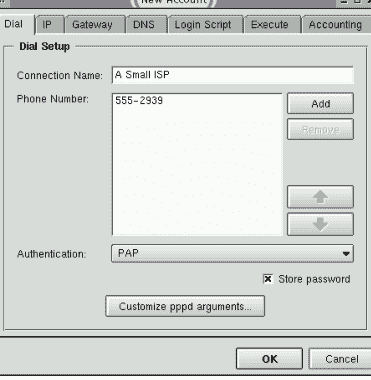 New Account
Dial IP Gateway DNS Login Script Execute Accounting
Dial Setup
Connection Name: A Small ISP
Phone Number: 555-2939
Add
Remove
Authentication: PAP
Store password
Customize pppd arguments...
OK Cancel